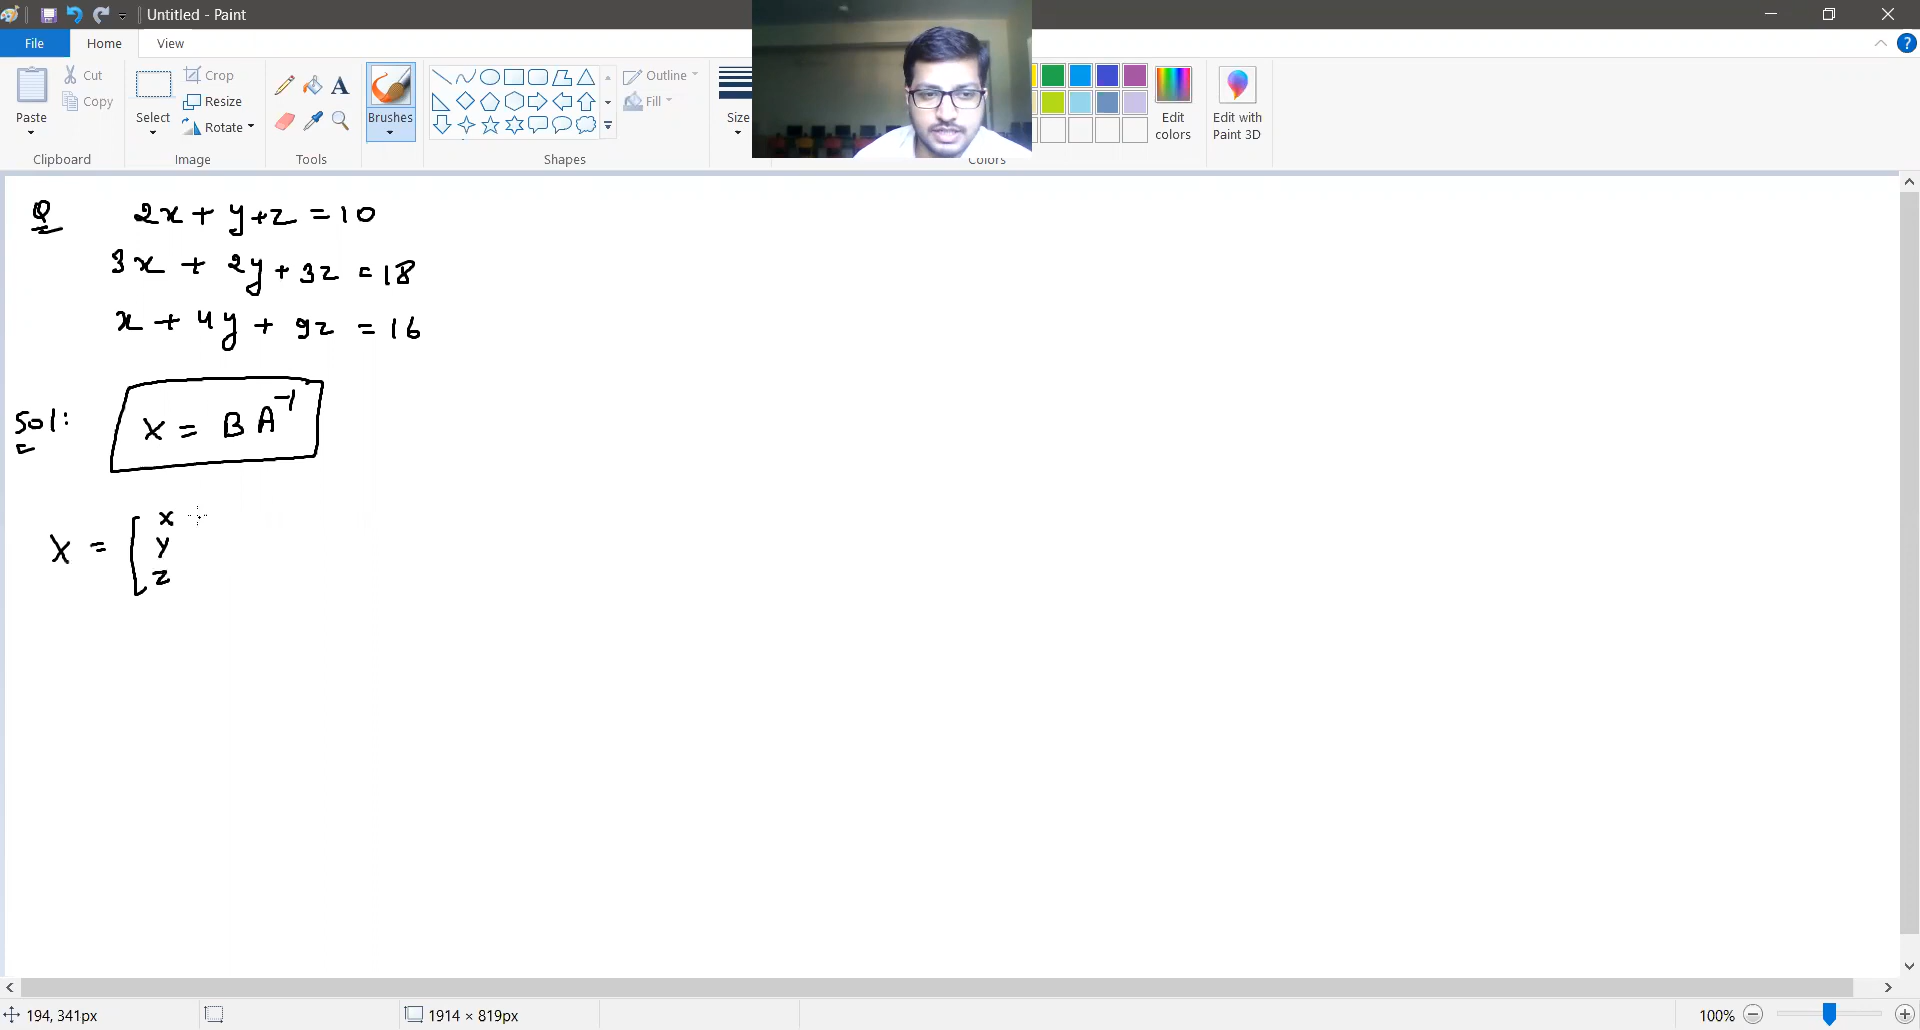 Untitled - Paint
File Home View
Paste
Cut
Copy
Clipboard
Select
Crop
Resize
Rotate
Image
A
Tools
Brushes
Outline
Fill
Shapes
Size
Edit colors
Edit with Paint 3D
Colors
?
Q 2x + y + z = 10
3x + 2y + 3z = 18
x + 4y + 9z = 16
Sol: X = B A⁻¹
X = [ x
y
z
194, 341px
1914 × 819px
100%